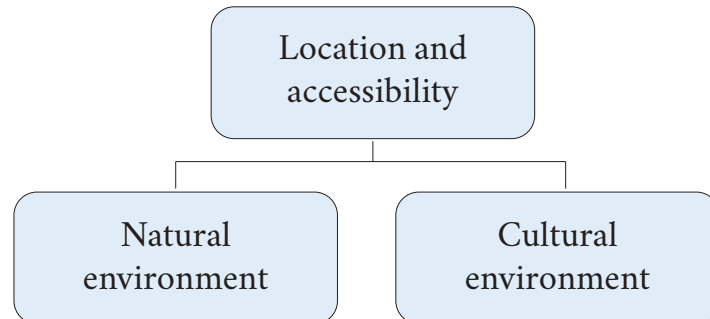 Location and
accessibility
Natural
environment
Cultural
environment